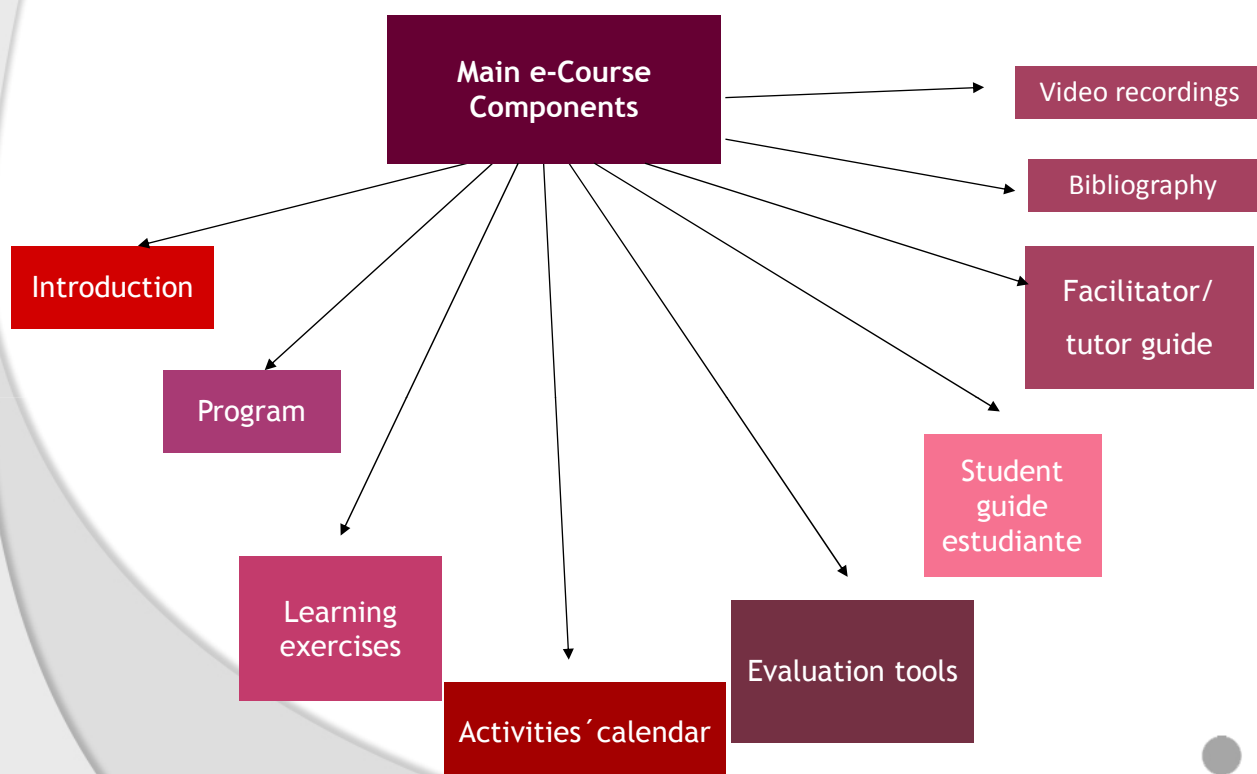 Main e-Course
Components
Video recordings
Bibliography
Introduction
Facilitator/
tutor guide
Program
Student
guide
estudiante
Learning
exercises
Evaluation tools
Activities´calendar